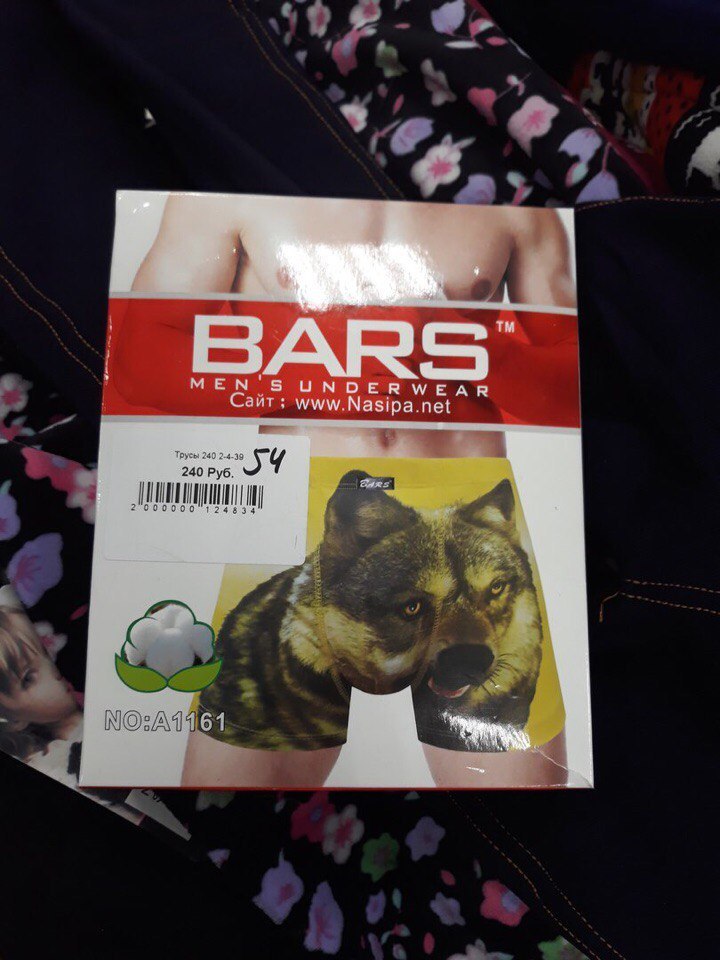 BARS™
MEN'S UNDERWEAR
Сайт : www.Nasipa.net
Трусы 240 2-4-39
240 Руб.
54
2 000000 124834
BARS
NO:A1161